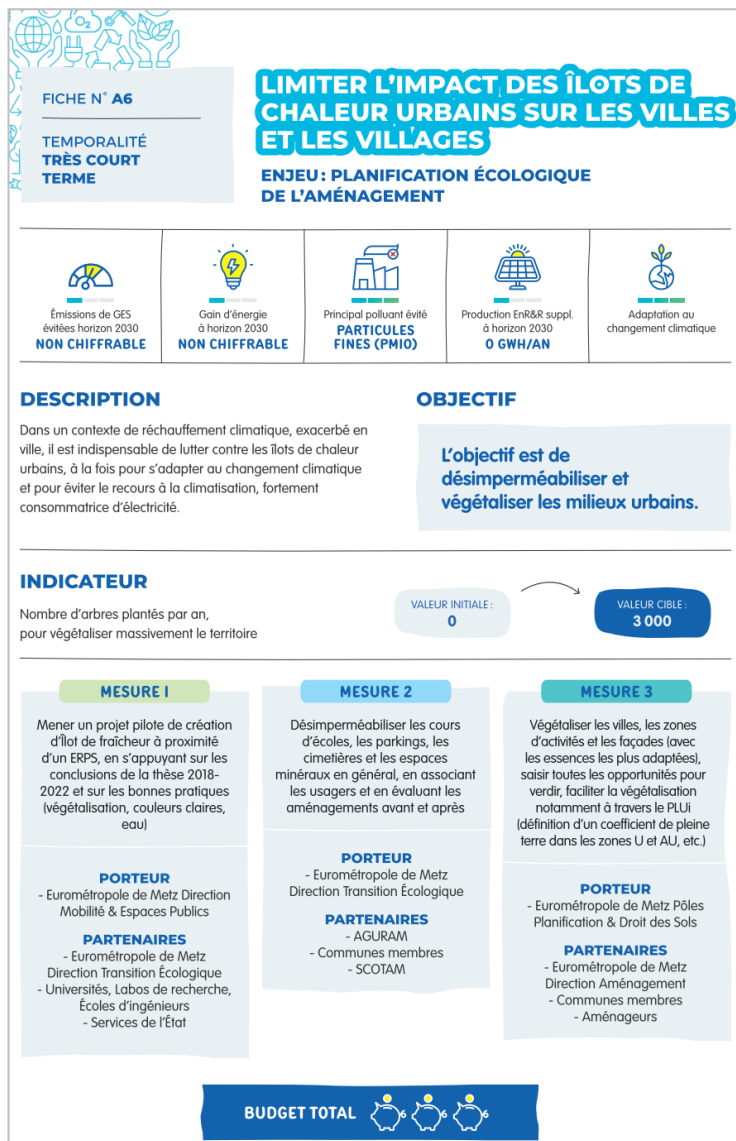 FICHE N° A6
TEMPORALITÉ
TRÈS COURT
TERME
LIMITER L'IMPACT DES ÎLOTS DE
CHALEUR URBAINS SUR LES VILLES
ET LES VILLAGES
ENJEU : PLANIFICATION ÉCOLOGIQUE
DE L'AMÉNAGEMENT
Émissions de GES
évitées horizon 2030
NON CHIFFRABLE
Gain d'énergie
à horizon 2030
NON CHIFFRABLE
Principal polluant évité
PARTICULES
FINES (PM10)
Production EnR&R suppl.
à horizon 2030
0 GWH/AN
Adaptation au
changement climatique
DESCRIPTION
Dans un contexte de réchauffement climatique, exacerbé en
ville, il est indispensable de lutter contre les îlots de chaleur
urbains, à la fois pour s'adapter au changement climatique
et pour éviter le recours à la climatisation, fortement
consommatrice d'électricité.
OBJECTIF
L'objectif est de
désimperméabiliser et
végétaliser les milieux urbains.
INDICATEUR
Nombre d'arbres plantés par an,
pour végétaliser massivement le territoire
VALEUR INITIALE :
0
VALEUR CIBLE :
3 000
MESURE 1
Mener un projet pilote de création
d'Îlot de fraîcheur à proximité
d'un ERPS, en s'appuyant sur les
conclusions de la thèse 2018-
2022 et sur les bonnes pratiques
(végétalisation, couleurs claires,
eau)
PORTEUR
- Eurométropole de Metz Direction
Mobilité & Espaces Publics
PARTENAIRES
- Eurométropole de Metz
Direction Transition Écologique
- Universités, Labos de recherche,
Écoles d'ingénieurs
- Services de l'État
MESURE 2
Désimperméabiliser les cours
d'écoles, les parkings, les
cimetières et les espaces
minéraux en général, en associant
les usagers et en évaluant les
aménagements avant et après
PORTEUR
- Eurométropole de Metz
Direction Transition Écologique
PARTENAIRES
- AGURAM
- Communes membres
- SCOTAM
MESURE 3
Végétaliser les villes, les zones
d'activités et les façades (avec
les essences les plus adaptées),
saisir toutes les opportunités pour
verdir, faciliter la végétalisation
notamment à travers le PLUi
(définition d'un coefficient de pleine
terre dans les zones U et AU, etc.)
PORTEUR
- Eurométropole de Metz Pôles
Planification & Droit des Sols
PARTENAIRES
- Eurométropole de Metz
Direction Aménagement
- Communes membres
- Aménageurs
BUDGET TOTAL